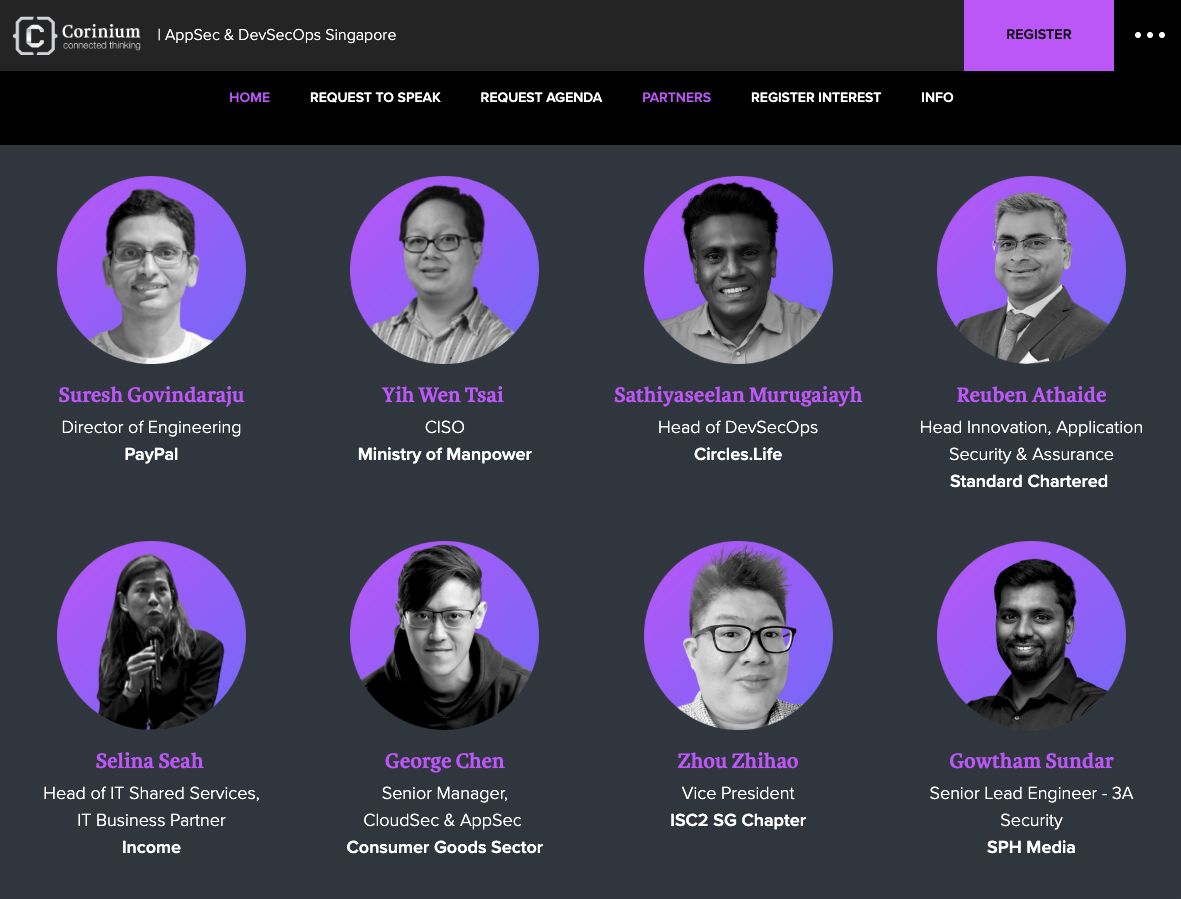 Corinium
connected thinking
| AppSec & DevSecOps Singapore
REGISTER
HOME
REQUEST TO SPEAK
REQUEST AGENDA
PARTNERS
REGISTER INTEREST
INFO
Suresh Govindaraju
Director of Engineering
PayPal
Yih Wen Tsai
CISO
Ministry of Manpower
Sathiyaseelan Murugaiayh
Head of DevSecOps
Circles.Life
Reuben Athaide
Head Innovation, Application
Security & Assurance
Standard Chartered
Selina Seah
Head of IT Shared Services,
IT Business Partner
Income
George Chen
Senior Manager,
CloudSec & AppSec
Consumer Goods Sector
Zhou Zhihao
Vice President
ISC2 SG Chapter
Gowtham Sundar
Senior Lead Engineer - 3A
Security
SPH Media